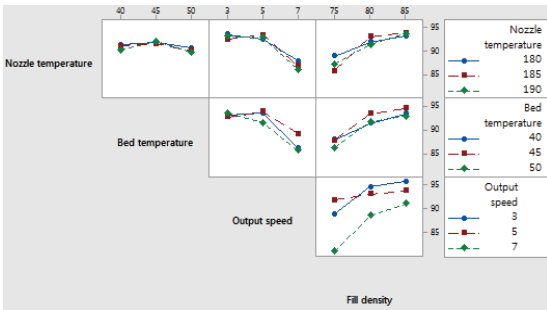 40 45 50 3 5 7 75 80 85
Nozzle temperature
95
90
85
Nozzle
temperature
180
185
190
Bed temperature
95
90
85
Bed
temperature
40
45
50
Output speed
95
90
85
Output
speed
3
5
7
Fill density